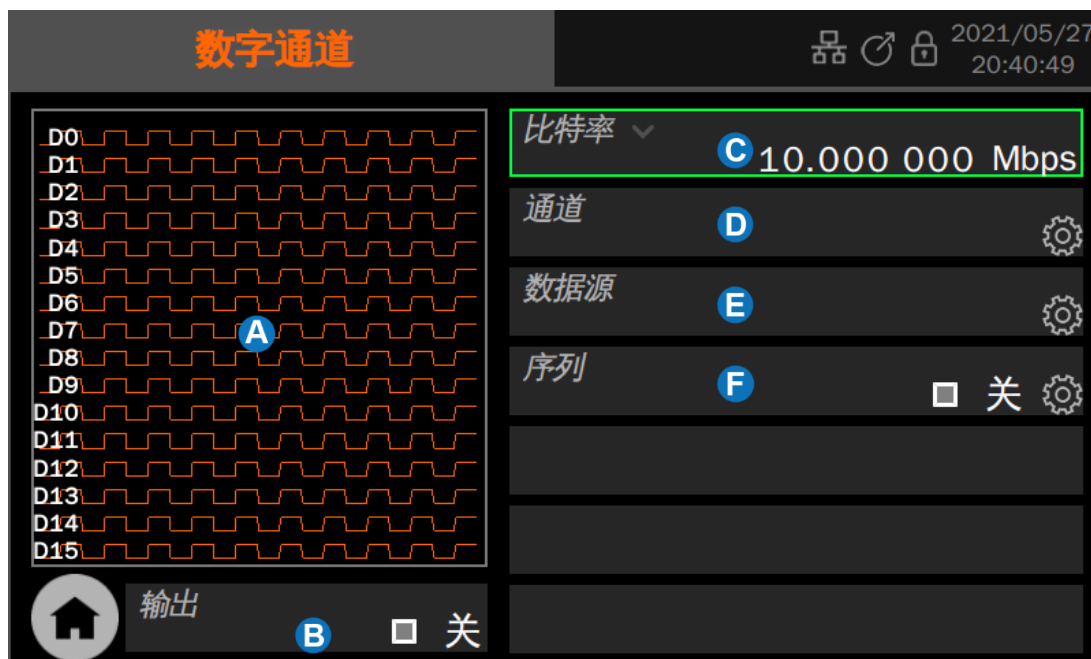 数字通道
2021/05/27
20:40:49
D0
D1
D2
D3
D4
D5
D6
D7
D8
D9
D10
D11
D12
D13
D14
D15
A
输出
B 关
比特率
C 10.000 000 Mbps
通道
D
数据源
E
序列
F 关